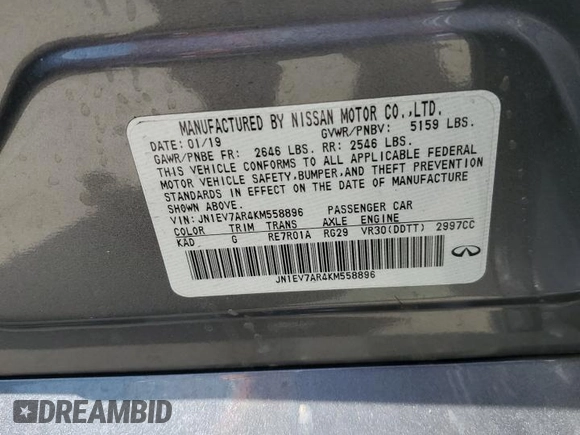 MANUFACTURED BY NISSAN MOTOR CO.,LTD.
DATE: 01/19 GVWR/PNBV: 5159 LBS.
GAWR/PNBE FR: 2646 LBS. RR: 2546 LBS.
THIS VEHICLE CONFORMS TO ALL APPLICABLE FEDERAL
MOTOR VEHICLE SAFETY,BUMPER,AND THEFT PREVENTION
STANDARDS IN EFFECT ON THE DATE OF MANUFACTURE
SHOWN ABOVE.
VIN: JN1EV7AR4KM558896 PASSENGER CAR
COLOR TRIM TRANS AXLE ENGINE
KAD G RE7R01A RG29 VR30(DDTT) 2997CC
JN1EV7AR4KM558896
DREAMBID